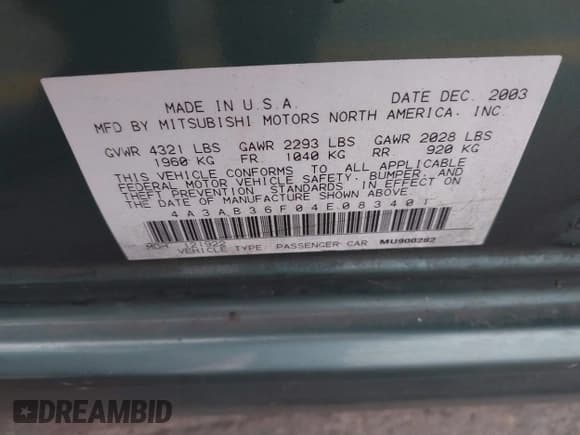 MADE IN U.S.A. DATE DEC. 2003
MFD BY MITSUBISHI MOTORS NORTH AMERICA. INC.
GVWR 4321 LBS GAWR 2293 LBS GAWR 2028 LBS
1960 KG FR. 1040 KG RR 920 KG
THIS VEHICLE CONFORMS TO ALL APPLICABLE
FEDERAL MOTOR VEHICLE SAFETY, BUMPER, AND
THEFT PREVENTION STANDARDS IN EFFECT ON
THE DATE OF MANUFACTURE SHOWN ABOVE
4A3AB36F04E083401
VEHICLE TYPE PASSENGER CAR MU900282
DREAMBID